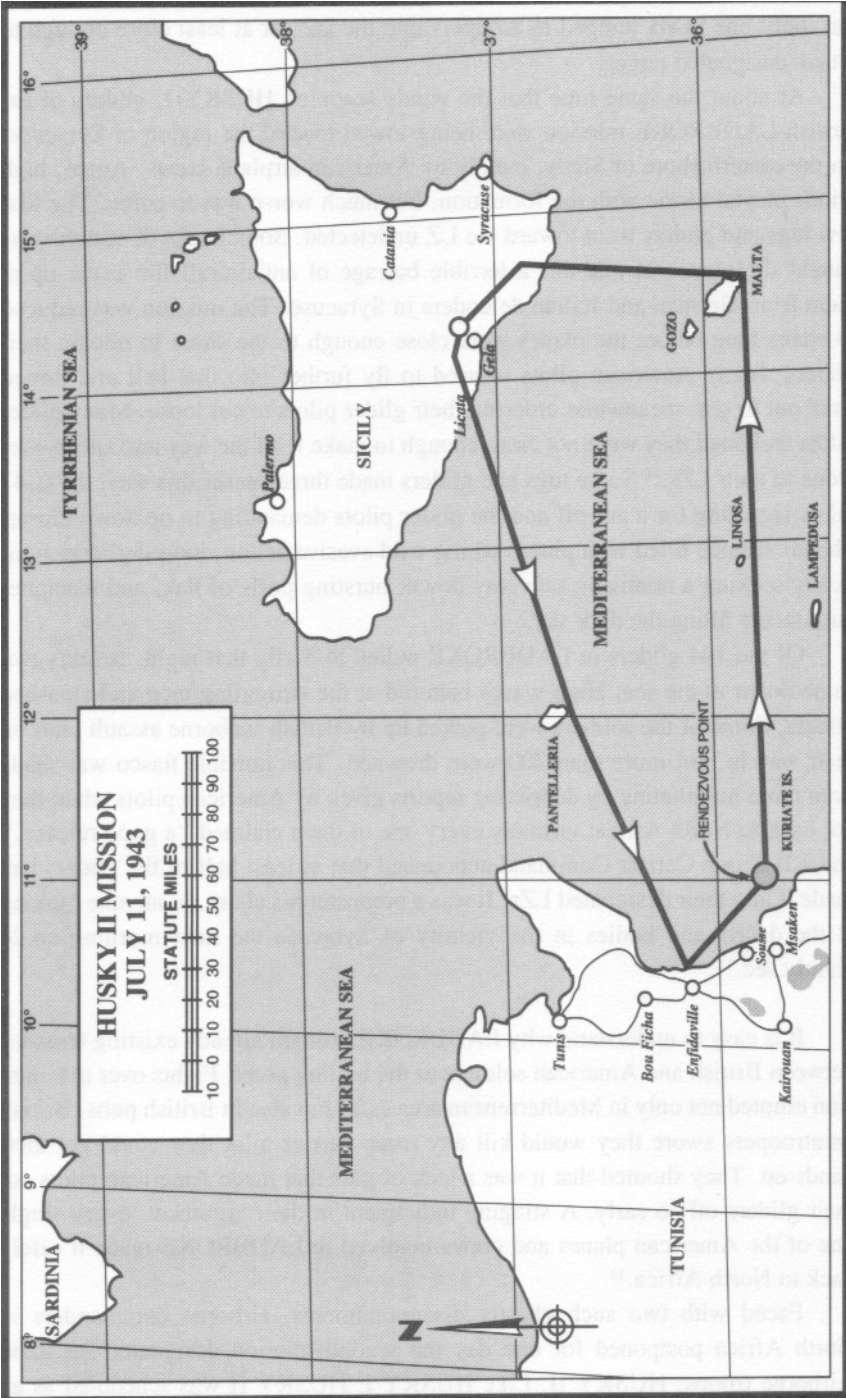 8°
9°
10°
11°
12°
13°
14°
15°
16°
39°
SARDINIA
HUSKY II MISSION
JULY 11, 1943
STATUTE MILES
10 0 10 20 30 40 50 60 70 80 90 100
TYRRHENIAN SEA
38°
N
MEDITERRANEAN SEA
Palermo
SICILY
Catania
37°
Tunis
Bou Ficha
Enfidaville
Sousse
Msaken
Kairouan
TUNISIA
PANTELLERIA
Licata
Gela
Syracuse
MEDITERRANEAN SEA
RENDEZVOUS POINT
KURIATE IS.
GOZO
MALTA
36°
LINOSA
LAMPEDUSA